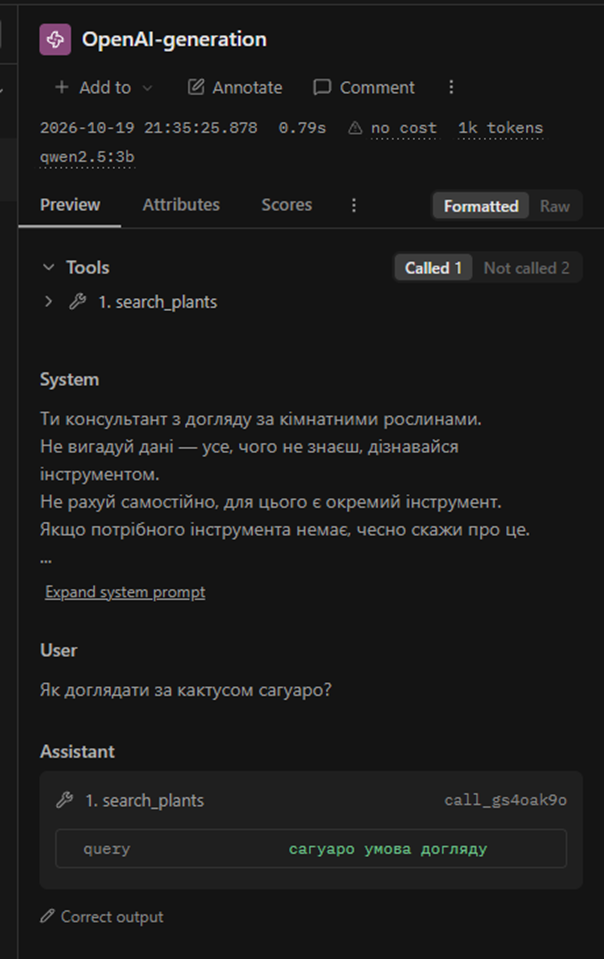 OpenAI-generation
Add to
Annotate
Comment
2026-10-19 21:35:25.878 0.79s no cost 1k tokens
qwen2.5:3b
Preview Attributes Scores Formatted Raw
Tools Called 1 Not called 2
1. search_plants
System
Ти консультант з догляду за кімнатними рослинами.
Не вигадуй дані — усе, чого не знаєш, дізнавайся
інструментом.
Не рахуй самостійно, для цього є окремий інструмент.
Якщо потрібного інструмента немає, чесно скажи про це.
...
Expand system prompt
User
Як доглядати за кактусом сагуаро?
Assistant
1. search_plants call_gs4oak9o
query сагуаро умова догляду
Correct output